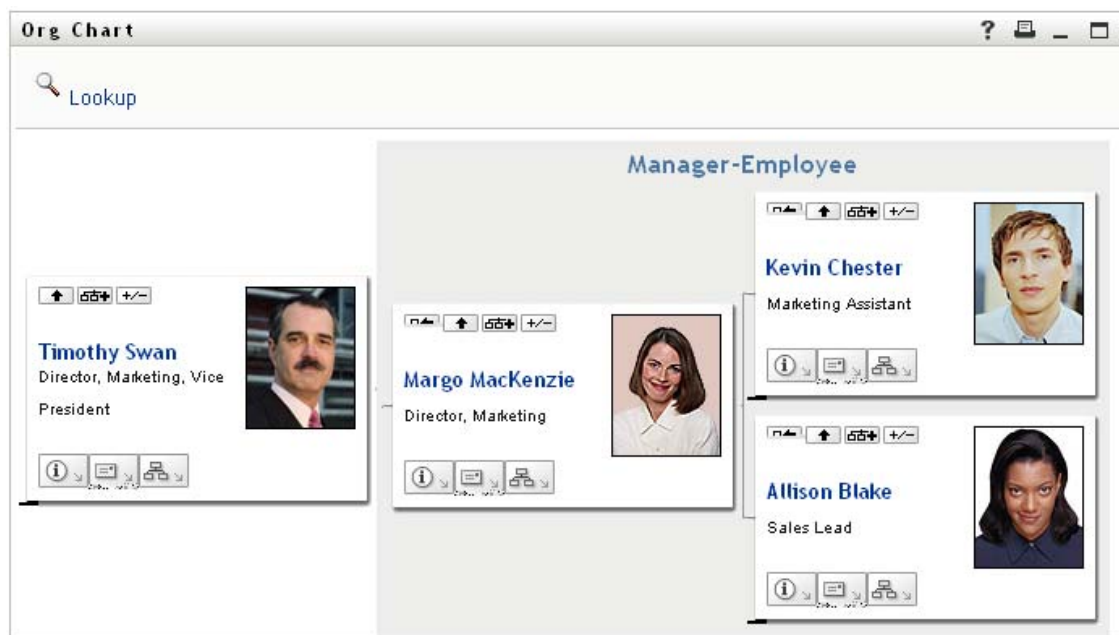 Org Chart
?
Lookup
Manager-Employee
+/-
Timothy Swan
Director, Marketing, Vice
President
+/-
Margo MacKenzie
Director, Marketing
+/-
Kevin Chester
Marketing Assistant
+/-
Allison Blake
Sales Lead